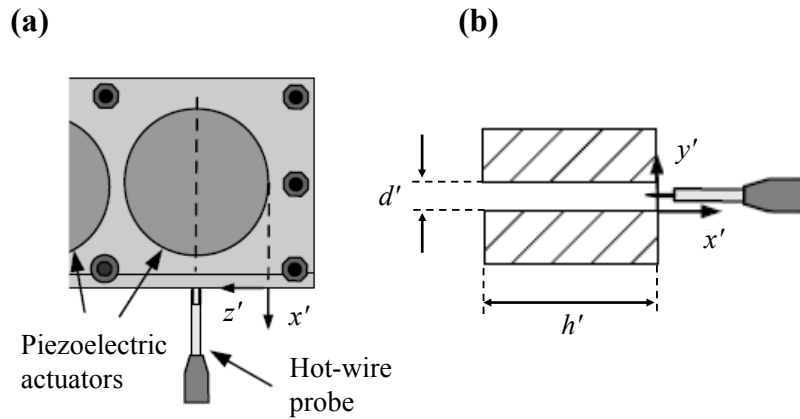 (a)
(b)
y'
d'
x'
z'
x'
h'
Piezoelectric
actuators
Hot-wire
probe